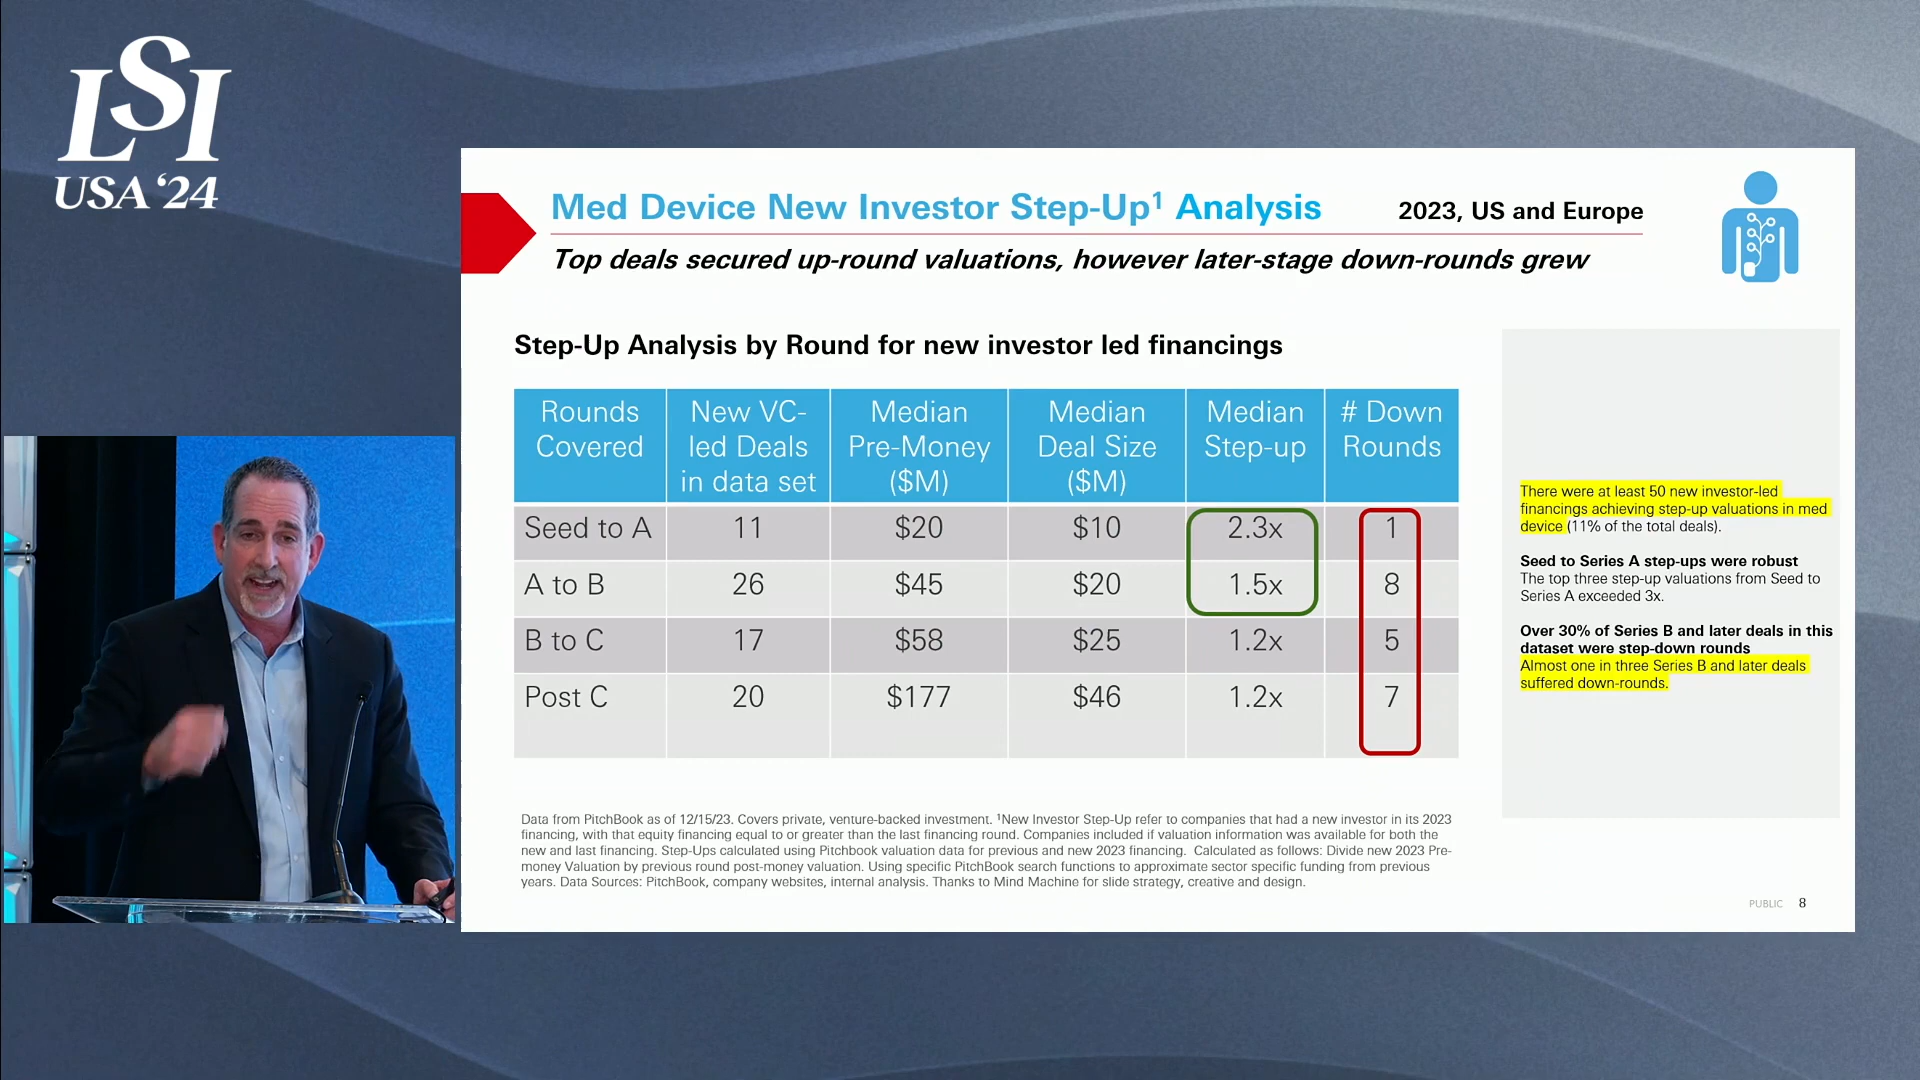 LSI
USA ‘24
Med Device New Investor Step-Up¹ Analysis
2023, US and Europe
Top deals secured up-round valuations, however later-stage down-rounds grew
Step-Up Analysis by Round for new investor led financings
Rounds Covered | New VC-led Deals in data set | Median Pre-Money ($M) | Median Deal Size ($M) | Median Step-up | # Down Rounds
Seed to A 11 $20 $10 2.3x 1
A to B 26 $45 $20 1.5x 8
B to C 17 $58 $25 1.2x 5
Post C 20 $177 $46 1.2x 7
There were at least 50 new investor-led
financings achieving step-up valuations in med
device (11% of the total deals).
Seed to Series A step-ups were robust
The top three step-up valuations from Seed to
Series A exceeded 3x.
Over 30% of Series B and later deals in this
dataset were step-down rounds
Almost one in three Series B and later deals
suffered down-rounds.
Data from PitchBook as of 12/15/23. Covers private, venture-backed investment. ¹New Investor Step-Up refer to companies that had a new investor in its 2023
financing, with that equity financing equal to or greater than the last financing round. Companies included if valuation information was available for both the
new and last financing. Step-Ups calculated using Pitchbook valuation data for previous and new 2023 financing. Calculated as follows: Divide new 2023 Pre-
money Valuation by previous round post-money valuation. Using specific PitchBook search functions to approximate sector specific funding from previous
years. Data Sources: PitchBook, company websites, internal analysis. Thanks to Mind Machine for slide strategy, creative and design.
PUBLIC 8